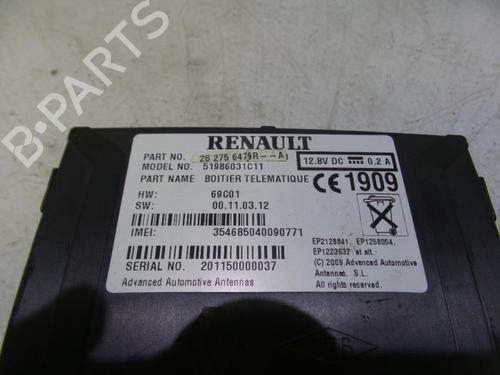 B-PARTS
RENAULT
PART NO. 28 275 6479R--A
MODEL NO. 51986031C11
12.8V DC 0.2 A
PART NAME BOITIER TELEMATIQUE
CE 1909
HW: 69C01
SW: 00.11.03.12
IMEI: 354685040090771
SERIAL NO. 201150000037
Advanced Automotive Antennas
EP2128841, EP1258054,
EP1223637 et alt.
(C) 2009 Advanced Automotive
Antennas, S.L.
All rights reserved.